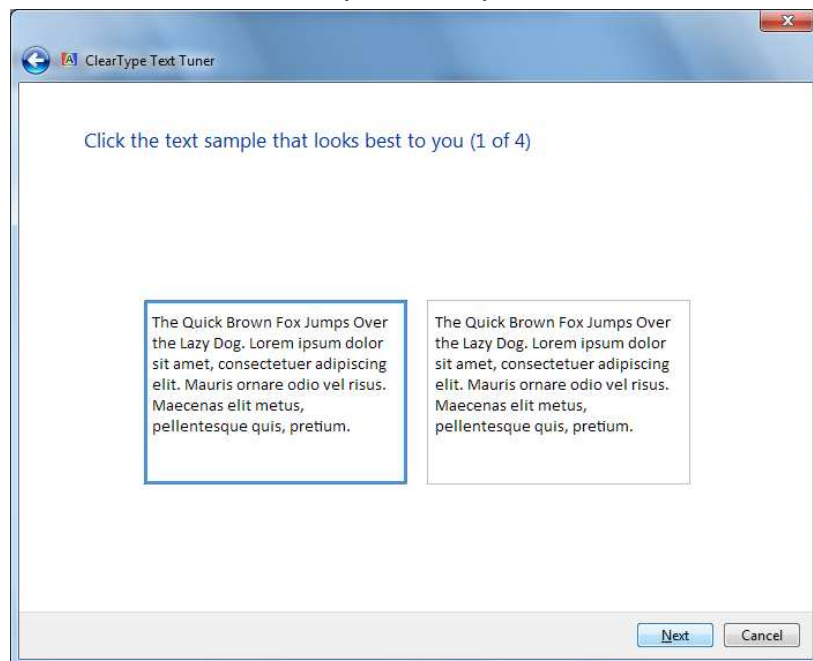 ClearType Text Tuner
Click the text sample that looks best to you (1 of 4)
The Quick Brown Fox Jumps Over
the Lazy Dog. Lorem ipsum dolor
sit amet, consectetuer adipiscing
elit. Mauris ornare odio vel risus.
Maecenas elit metus,
pellentesque quis, pretium.
The Quick Brown Fox Jumps Over
the Lazy Dog. Lorem ipsum dolor
sit amet, consectetuer adipiscing
elit. Mauris ornare odio vel risus.
Maecenas elit metus,
pellentesque quis, pretium.
Next
Cancel